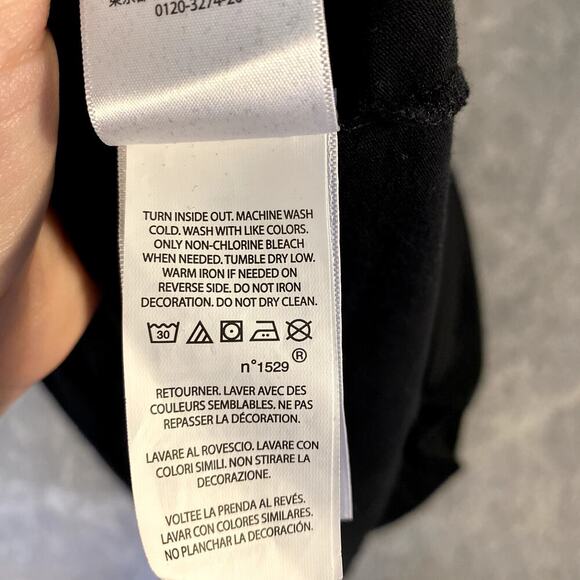 0120-3274-20
TURN INSIDE OUT. MACHINE WASH
COLD. WASH WITH LIKE COLORS.
ONLY NON-CHLORINE BLEACH
WHEN NEEDED. TUMBLE DRY LOW.
WARM IRON IF NEEDED ON
REVERSE SIDE. DO NOT IRON
DECORATION. DO NOT DRY CLEAN.
30
n°1529 ®
RETOURNER. LAVER AVEC DES
COULEURS SEMBLABLES. NE PAS
REPASSER LA DÉCORATION.
LAVARE AL ROVESCIO. LAVARE CON
COLORI SIMILI. NON STIRARE LA
DECORAZIONE.
VOLTEE LA PRENDA AL REVÉS.
LAVAR CON COLORES SIMILARES.
NO PLANCHAR LA DECORACIÓN.